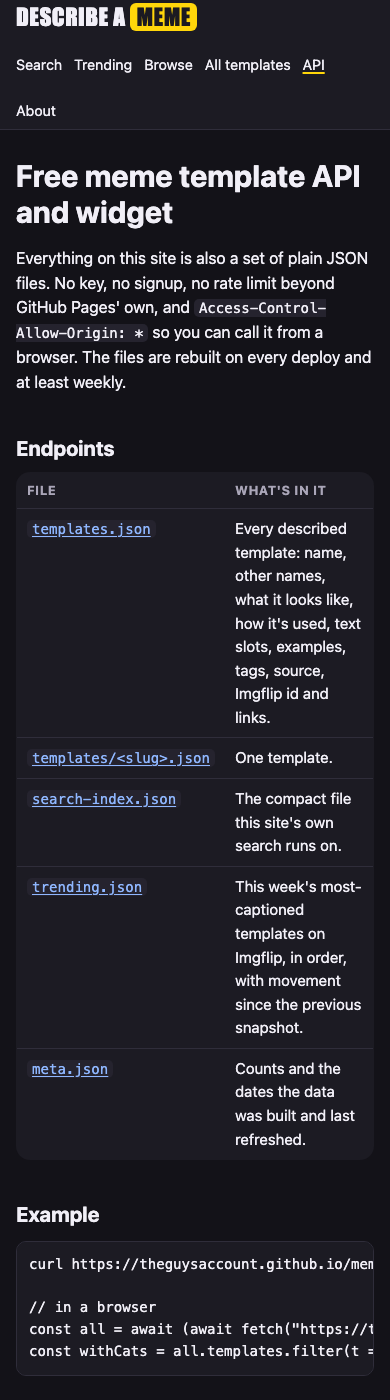 DESCRIBE A MEME
Search Trending Browse All templates API
About
Free meme template API
and widget
Everything on this site is also a set of plain JSON
files. No key, no signup, no rate limit beyond
GitHub Pages' own, and Access-Control-
Allow-Origin: * so you can call it from a
browser. The files are rebuilt on every deploy and
at least weekly.
Endpoints
FILE WHAT'S IN IT
templates.json Every described
template: name,
other names,
what it looks like,
how it's used, text
slots, examples,
tags, source,
Imgflip id and
links.
templates/<slug>.json One template.
search-index.json The compact file
this site's own
search runs on.
trending.json This week's most-
captioned
templates on
Imgflip, in order,
with movement
since the previous
snapshot.
meta.json Counts and the
dates the data
was built and last
refreshed.
Example
curl https://theguysaccount.github.io/mem
// in a browser
const all = await (await fetch("https://t
const withCats = all.templates.filter(t =